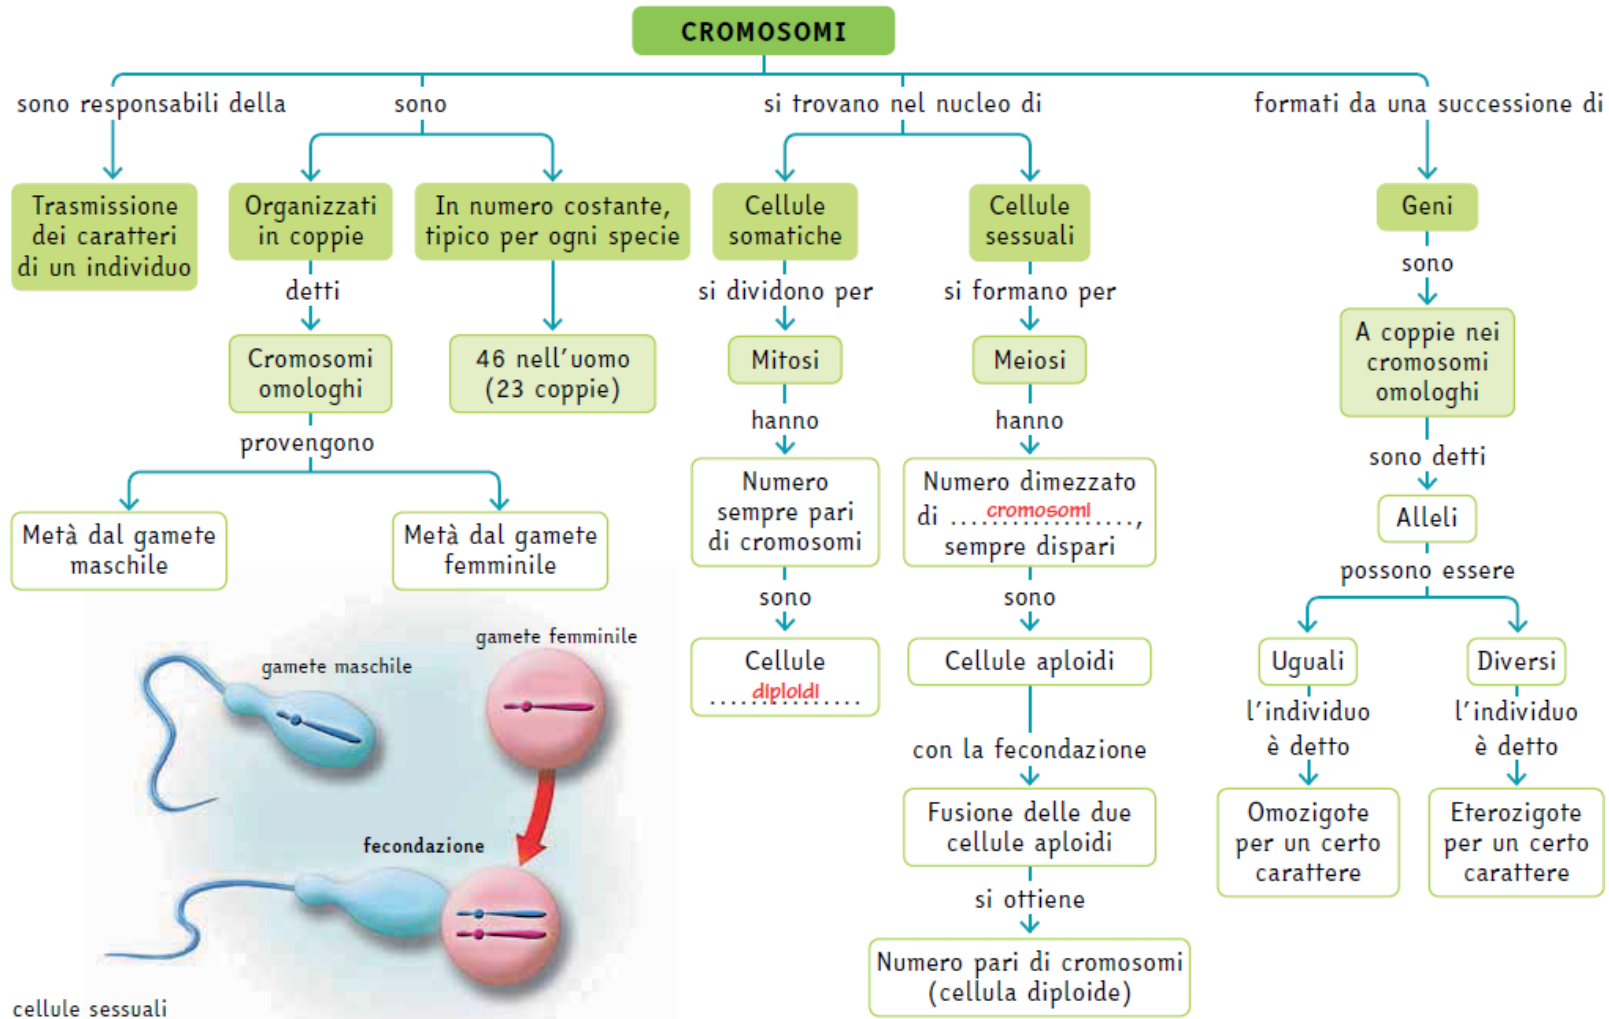 CROMOSOMI
sono responsabili della
sono
si trovano nel nucleo di
formati da una successione di
Trasmissione
dei caratteri
di un individuo
Organizzati
in coppie
In numero costante,
tipico per ogni specie
Cellule
somatiche
Cellule
sessuali
Geni
detti
si dividono per
si formano per
sono
Cromosomi
omologhi
46 nell'uomo
(23 coppie)
Mitosi
Meiosi
A coppie nei
cromosomi
omologhi
provengono
hanno
hanno
sono detti
Metà dal gamete
maschile
Metà dal gamete
femminile
Numero
sempre pari
di cromosomi
Numero dimezzato
di cromosomi,
sempre dispari
Alleli
sono
sono
possono essere
Cellule
diploidi
Cellule aploidi
Uguali
Diversi
con la fecondazione
l'individuo
è detto
l'individuo
è detto
Fusione delle due
cellule aploidi
Omozigote
per un certo
carattere
Eterozigote
per un certo
carattere
si ottiene
Numero pari di cromosomi
(cellula diploide)
gamete maschile
gamete femminile
fecondazione
cellule sessuali